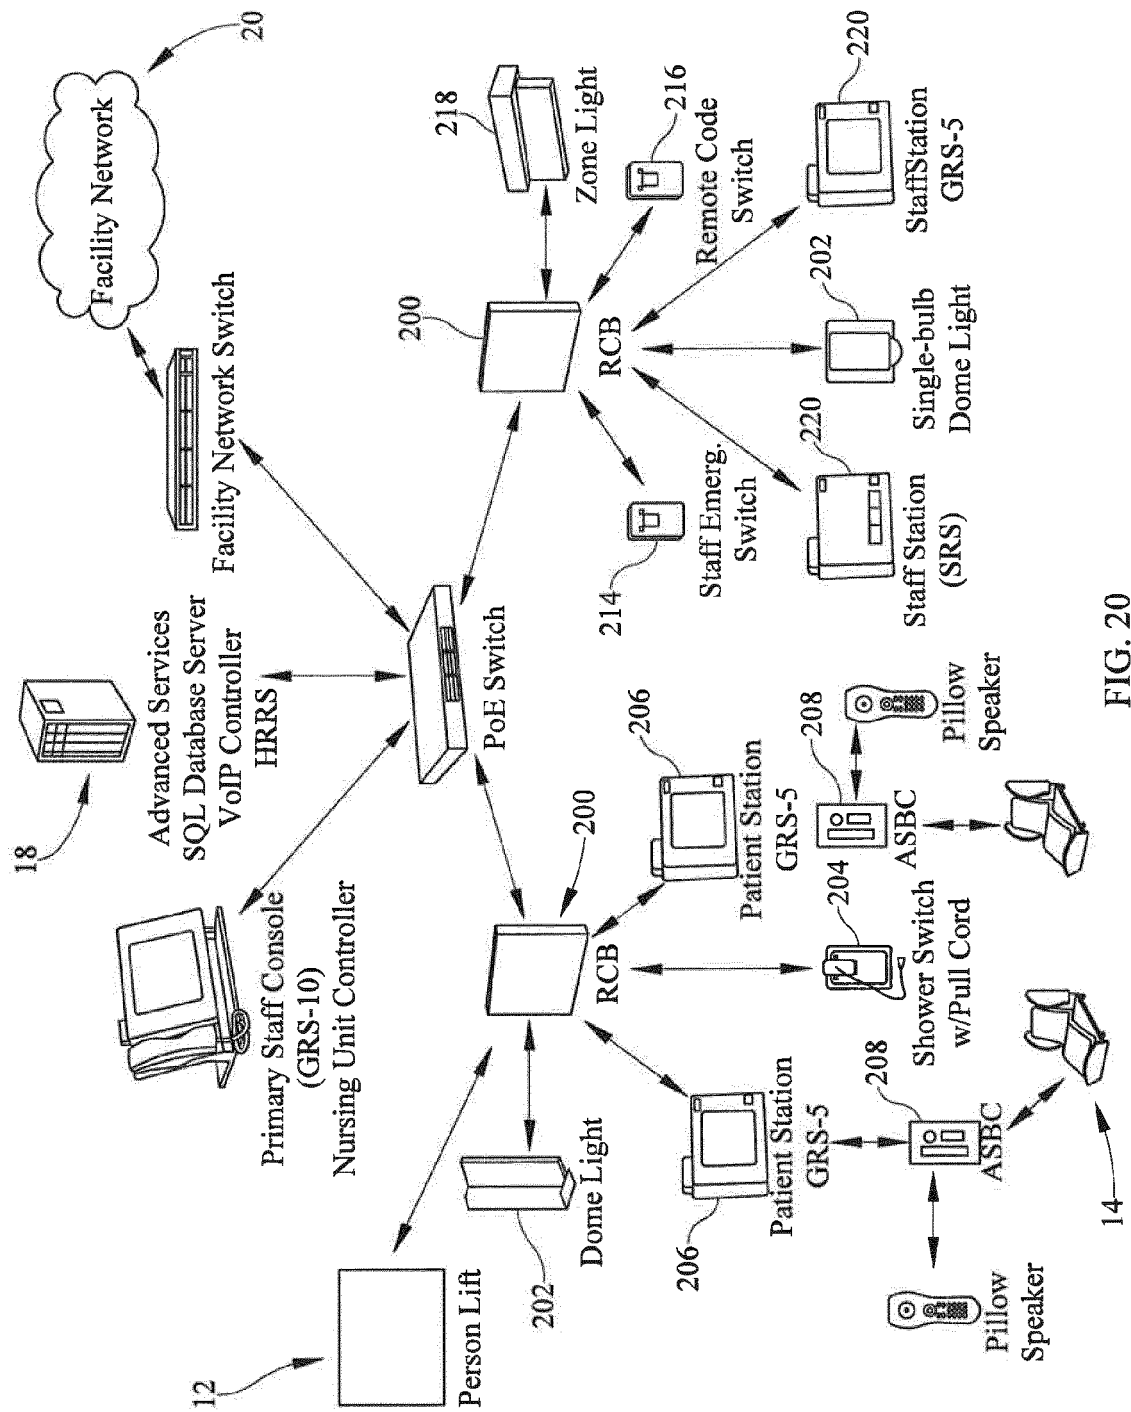 12
Person Lift
18
Advanced Services
SQL Database Server
VoIP Controller
HRRS
Primary Staff Console
(GRS-10)
Nursing Unit Controller
20
Facility Network
Facility Network Switch
PoE Switch
202
Dome Light
200
RCB
206
Patient Station
GRS-5
208
ASBC
Pillow
Speaker
14
204
Shower Switch
w/Pull Cord
206
Patient Station
GRS-5
208
ASBC
Pillow
Speaker
200
RCB
218
Zone Light
216
Remote Code
Switch
214
Staff Emerg.
Switch
220
Staff Station
(SRS)
202
Single-bulb
Dome Light
220
StaffStation
GRS-5
FIG. 20